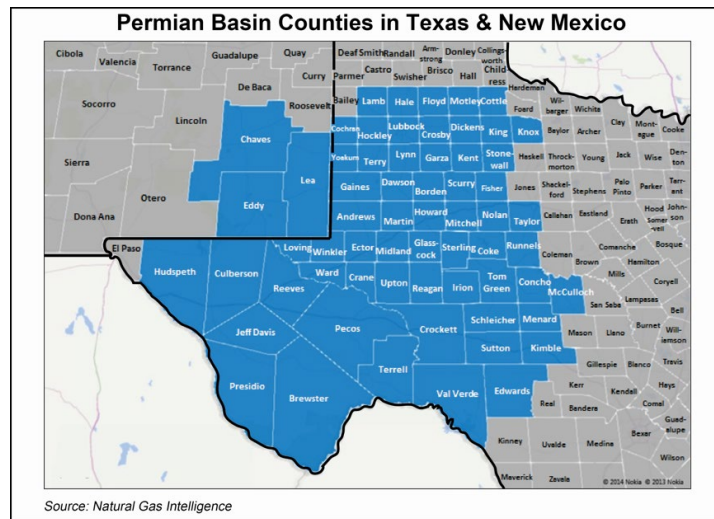 Permian Basin Counties in Texas & New Mexico
Cibola
Valencia
Torrance
Guadalupe
Quay
Curry
De Baca
Roosevelt
Socorro
Lincoln
Chaves
Sierra
Otero
Lea
Eddy
Dona Ana
Deaf Smith
Randall
Arm-
strong
Donley
Collings-
worth
Parmer
Castro
Swisher
Brisco
Hall
Child
ress
Hardeman
Bailey
Lamb
Hale
Floyd
Motley
Cottle
Foard
Wil-
barger
Wichita
Clay
Mont-
ague
Cooke
Cochran
Hockley
Lubbock
Crosby
Dickens
King
Knox
Baylor
Archer
Yoakum
Terry
Lynn
Garza
Kent
Stone-
wall
Haskell
Throck-
morton
Young
Jack
Wise
Den-
ton
Gaines
Dawson
Borden
Scurry
Fisher
Jones
Shackel-
ford
Stephens
Palo
Pinto
Parker
Tarr-
ant
Andrews
Martin
Howard
Mitchell
Nolan
Taylor
Callahan
Eastland
Erath
Hood
Somer
vell
John-
son
El Paso
Hudspeth
Culberson
Loving
Winkler
Ector
Midland
Glass-
cock
Sterling
Coke
Runnels
Coleman
Brown
Comanche
Hamilton
Bosque
Reeves
Ward
Crane
Upton
Reagan
Irion
Tom
Green
Concho
McCulloch
Mills
Coryell
San Saba
Lampasas
Bell
Jeff Davis
Pecos
Crockett
Schleicher
Menard
Mason
Llano
Burnet
Will-
iamson
Sutton
Kimble
Gillespie
Blanco
Travis
Presidio
Brewster
Terrell
Val Verde
Edwards
Real
Kerr
Bandera
Kendall
Hays
Comal
Guad-
alupe
Kinney
Uvalde
Medina
Bexar
Wilson
Maverick
Zavala
© 2014 Nokia © 2013 Nokia
Source: Natural Gas Intelligence